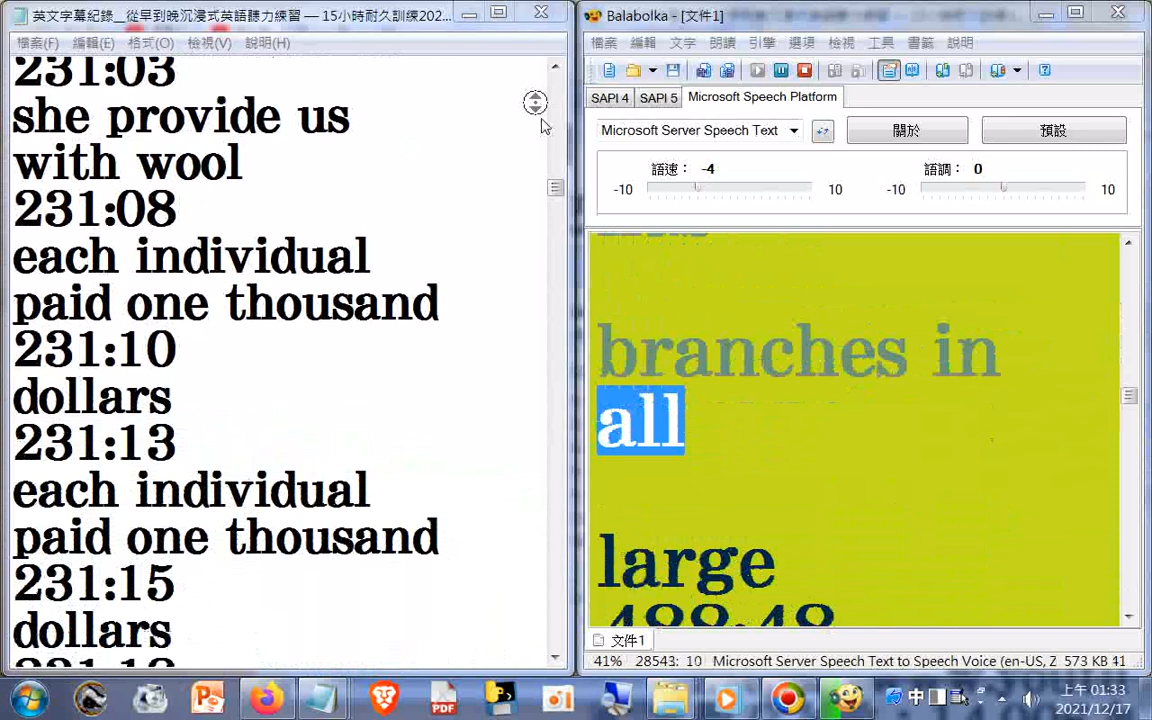 英文字幕紀錄__從早到晚沉浸式英語聽力練習 — 15小時耐久訓練202...
檔案(F) 編輯(E) 格式(O) 檢視(V) 說明(H)
231:03
she provide us
with wool
231:08
each individual
paid one thousand
231:10
dollars
231:13
each individual
paid one thousand
231:15
dollars
Balabolka - [文件1]
檔案 編輯 文字 朗讀 引擎 選項 檢視 工具 書籤 說明
SAPI 4 SAPI 5 Microsoft Speech Platform
Microsoft Server Speech Text 關於 預設
語速： -4 語調： 0
-10 10 -10 10
branches in
all
large
488:48
文件1
41% 28543: 10 Microsoft Server Speech Text to Speech Voice (en-US, Z 573 KB 41
中
上午 01:33
2021/12/17